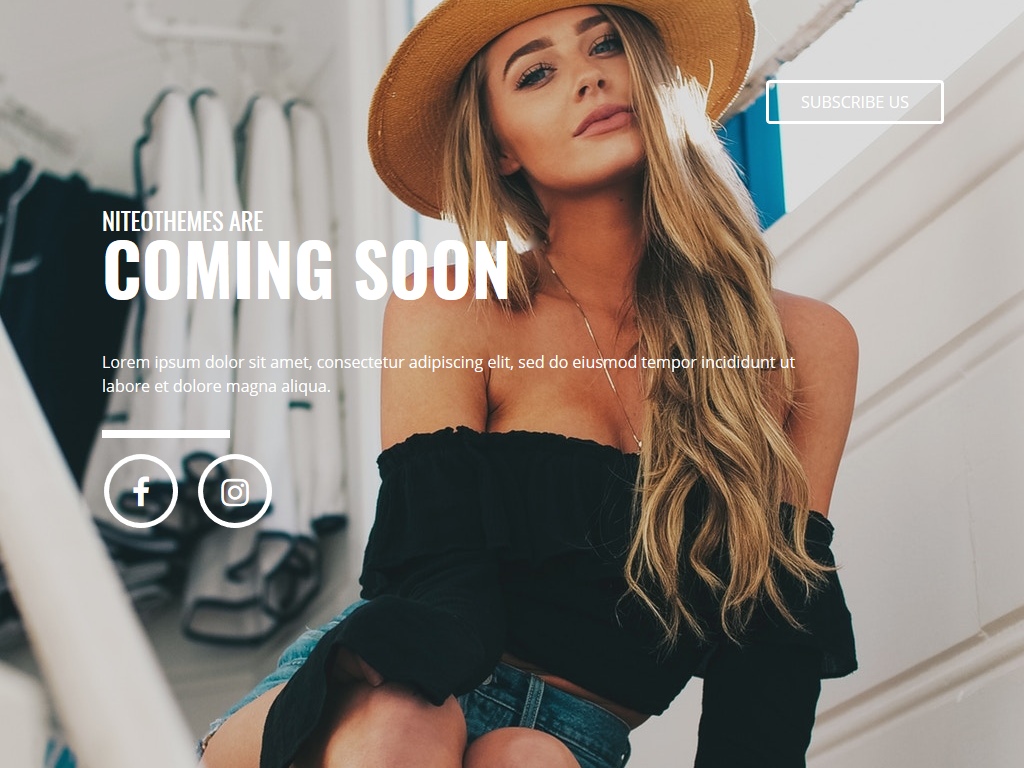 SUBSCRIBE US
NITEOTHEMES ARE
COMING SOON
Lorem ipsum dolor sit amet, consectetur adipiscing elit, sed do eiusmod tempor incididunt ut
labore et dolore magna aliqua.